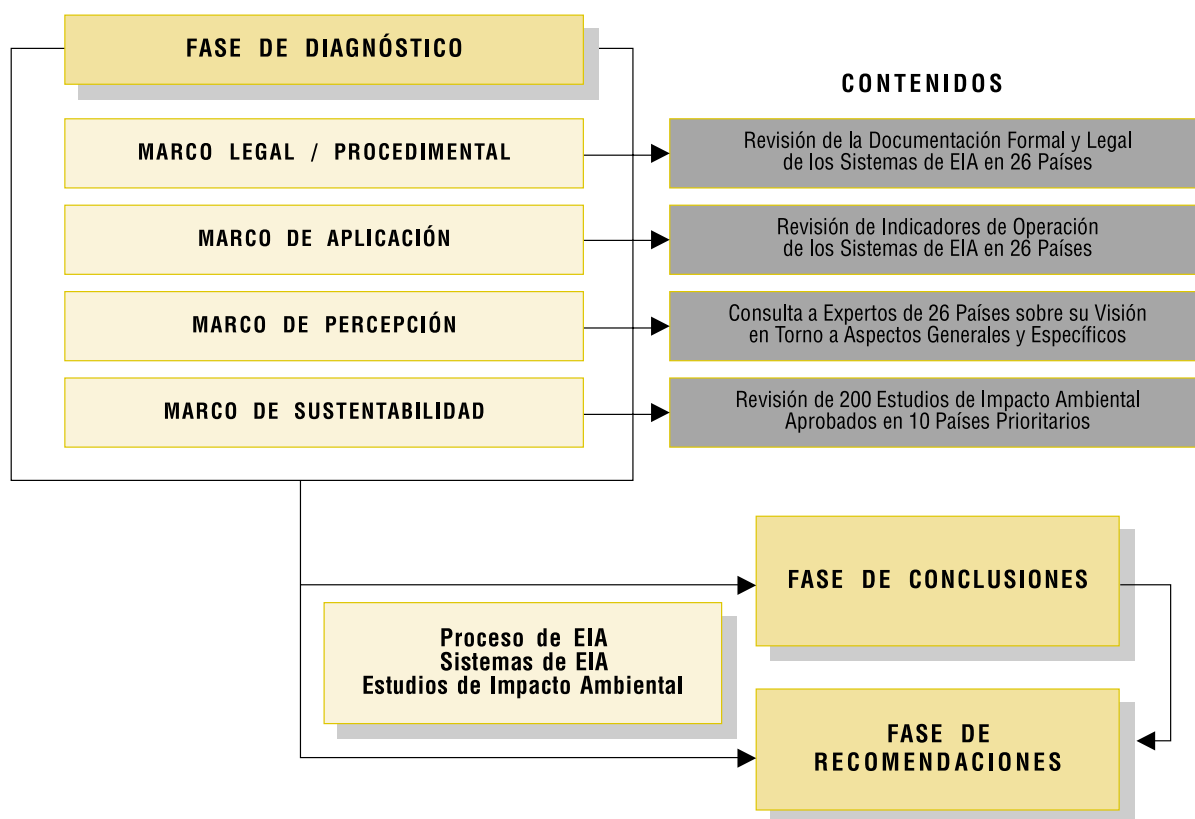 FASE DE DIAGNÓSTICO
CONTENIDOS
MARCO LEGAL / PROCEDIMENTAL
Revisión de la Documentación Formal y Legal
de los Sistemas de EIA en 26 Países
MARCO DE APLICACIÓN
Revisión de Indicadores de Operación
de los Sistemas de EIA en 26 Países
MARCO DE PERCEPCIÓN
Consulta a Expertos de 26 Países sobre su Visión
en Torno a Aspectos Generales y Específicos
MARCO DE SUSTENTABILIDAD
Revisión de 200 Estudios de Impacto Ambiental
Aprobados en 10 Países Prioritarios
FASE DE CONCLUSIONES
Proceso de EIA
Sistemas de EIA
Estudios de Impacto Ambiental
FASE DE
RECOMENDACIONES